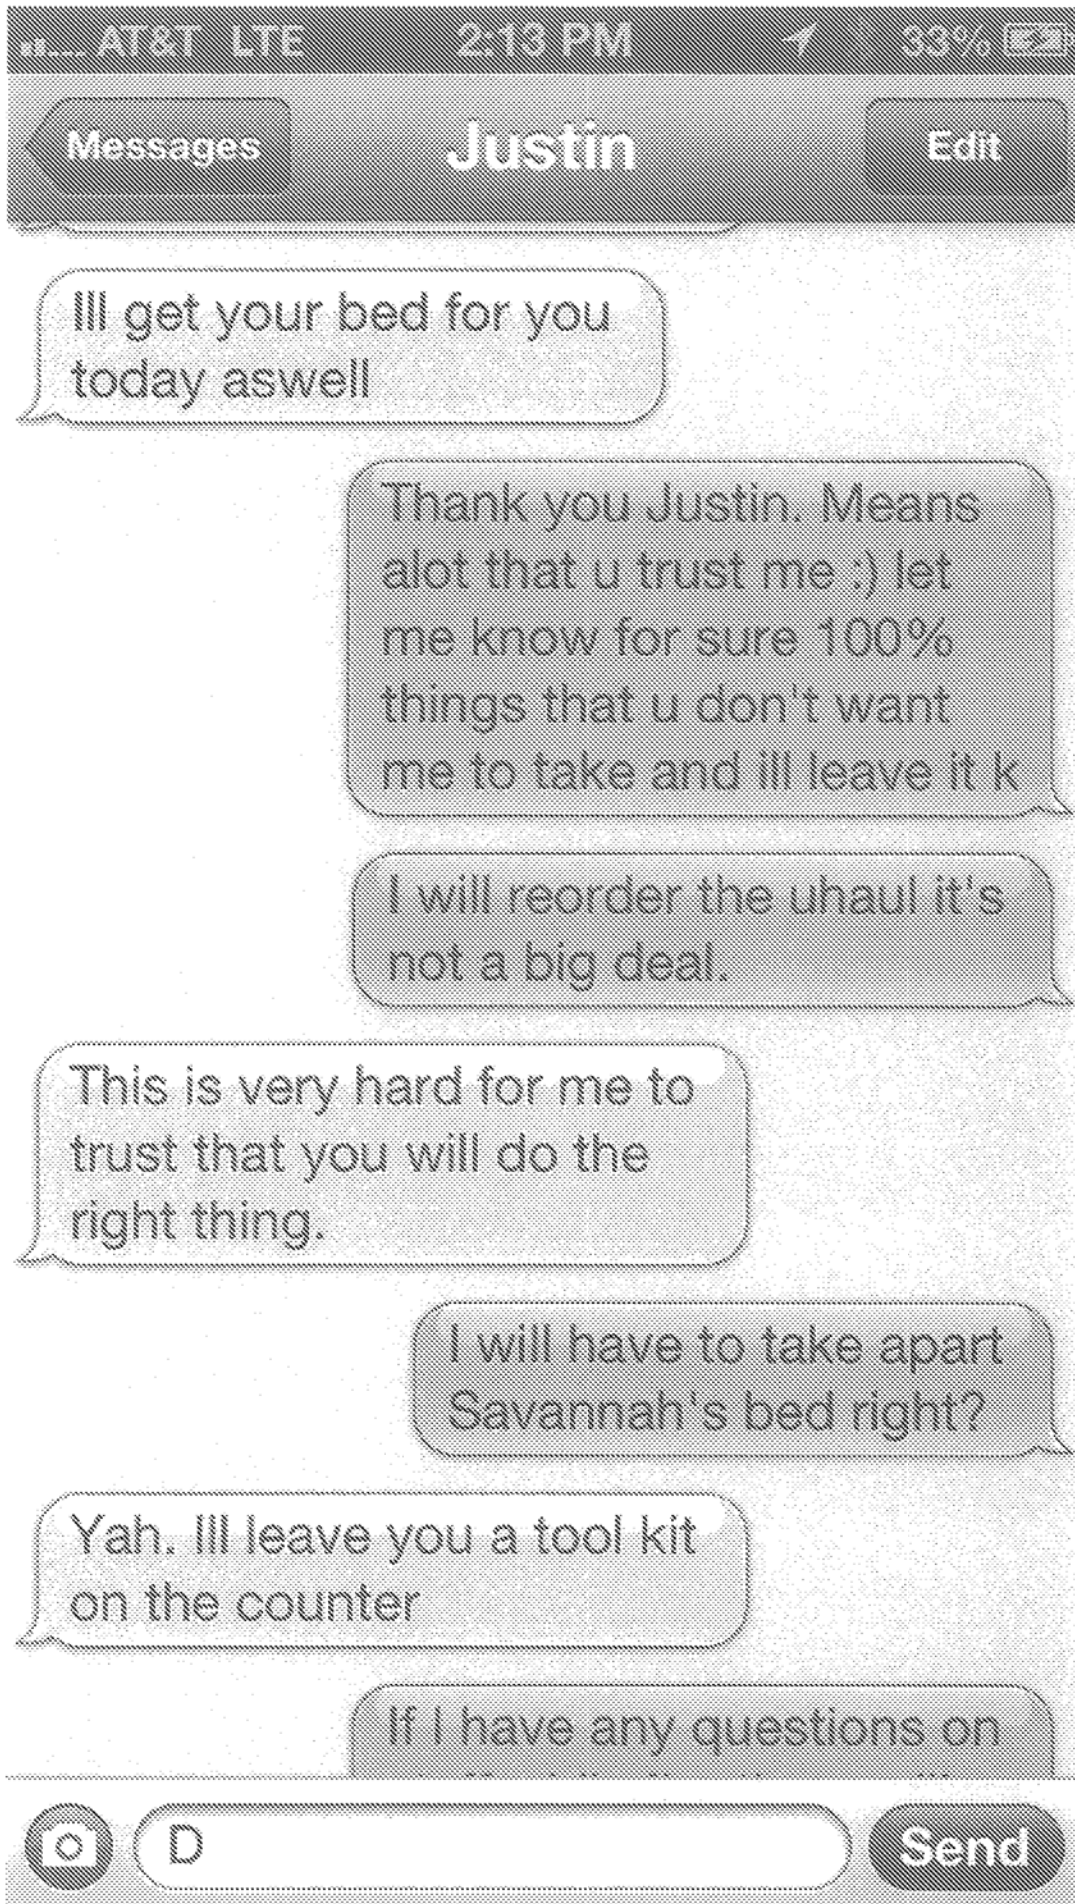 AT&T LTE 2:13 PM 33%
Messages Justin Edit
Ill get your bed for you
today aswell
Thank you Justin. Means
alot that u trust me :) let
me know for sure 100%
things that u don't want
me to take and ill leave it k
I will reorder the uhaul it's
not a big deal.
This is very hard for me to
trust that you will do the
right thing.
I will have to take apart
Savannah's bed right?
Yah. Ill leave you a tool kit
on the counter
If I have any questions on
D Send